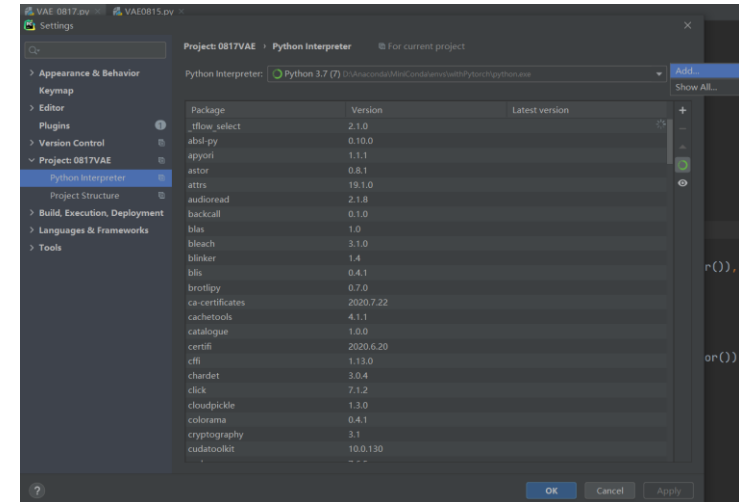 VAE_0817.py VAE0815.py
Settings
Project: 0817VAE › Python Interpreter For current project
Appearance & Behavior
Python Interpreter: Python 3.7 (7) D:\Anaconda\MiniConda\envs\withPytorch\python.exe
Add...
Show All...
Keymap
Editor
Package Version Latest version
Plugins 1
_tflow_select 2.1.0
Version Control
absl-py 0.10.0
Project: 0817VAE
apyori 1.1.1
Python Interpreter
astor 0.8.1
attrs 19.1.0
Project Structure
audioread 2.1.8
Build, Execution, Deployment
backcall 0.1.0
Languages & Frameworks
blas 1.0
Tools
bleach 3.1.0
blinker 1.4
blis 0.4.1
r()),
brotlipy 0.7.0
ca-certificates 2020.7.22
cachetools 4.1.1
catalogue 1.0.0
certifi 2020.6.20
or())
cffi 1.13.0
chardet 3.0.4
click 7.1.2
cloudpickle 1.3.0
colorama 0.4.1
cryptography 3.1
cudatoolkit 10.0.130
? OK Cancel Apply